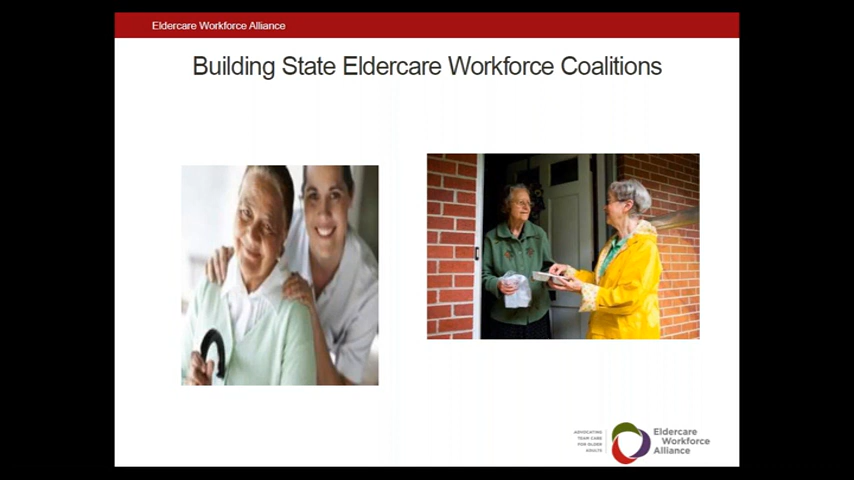 Eldercare Workforce Alliance
Building State Eldercare Workforce Coalitions
ADVOCATING
TEAM CARE
FOR OLDER
ADULTS
Eldercare
Workforce
Alliance